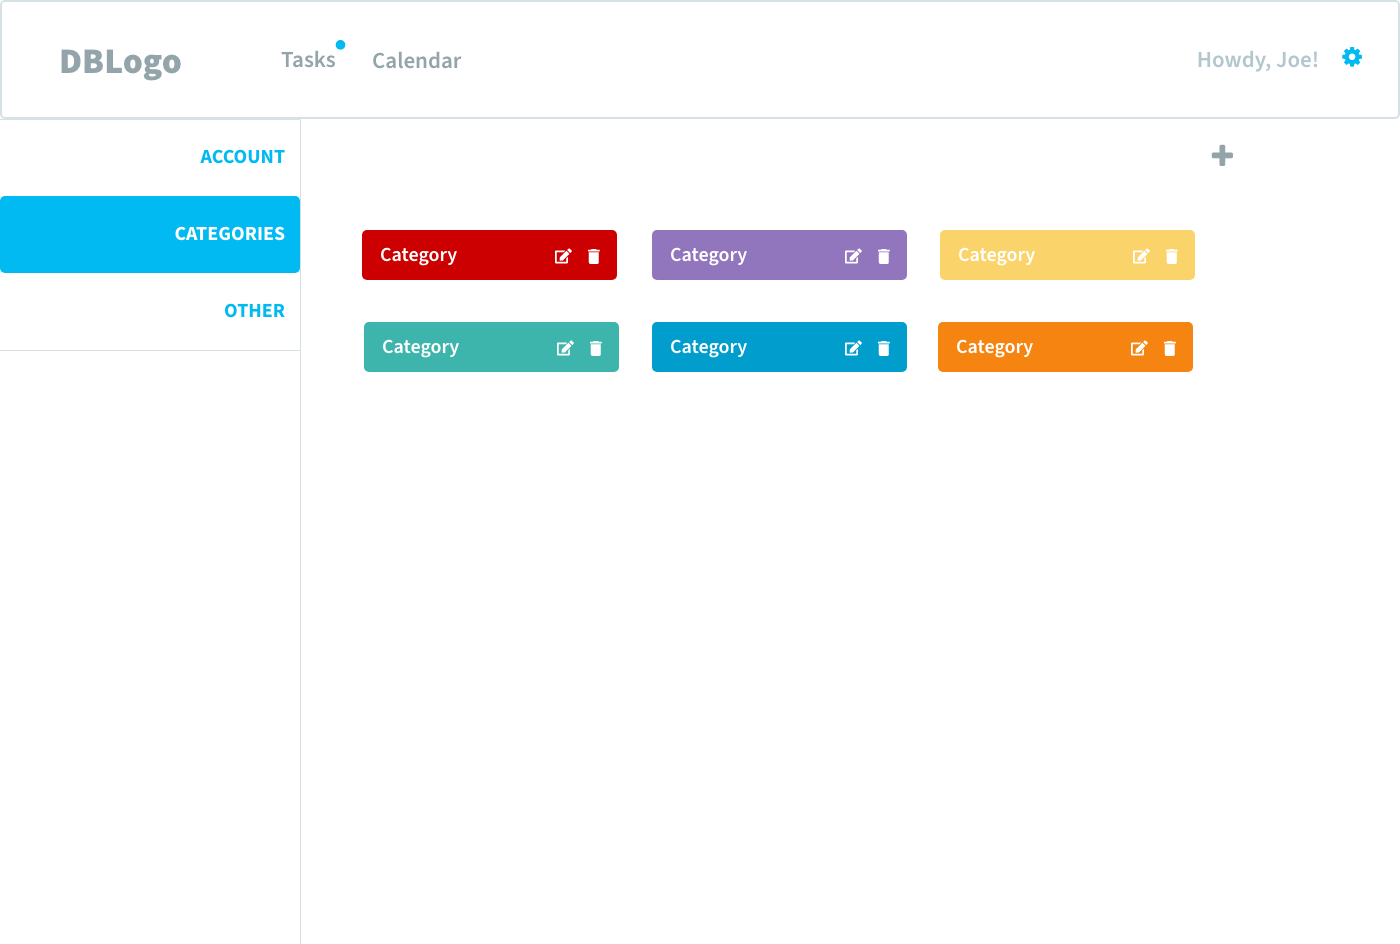 DBLogo
Tasks
Calendar
Howdy, Joe!
ACCOUNT
CATEGORIES
OTHER
Category
Category
Category
Category
Category
Category